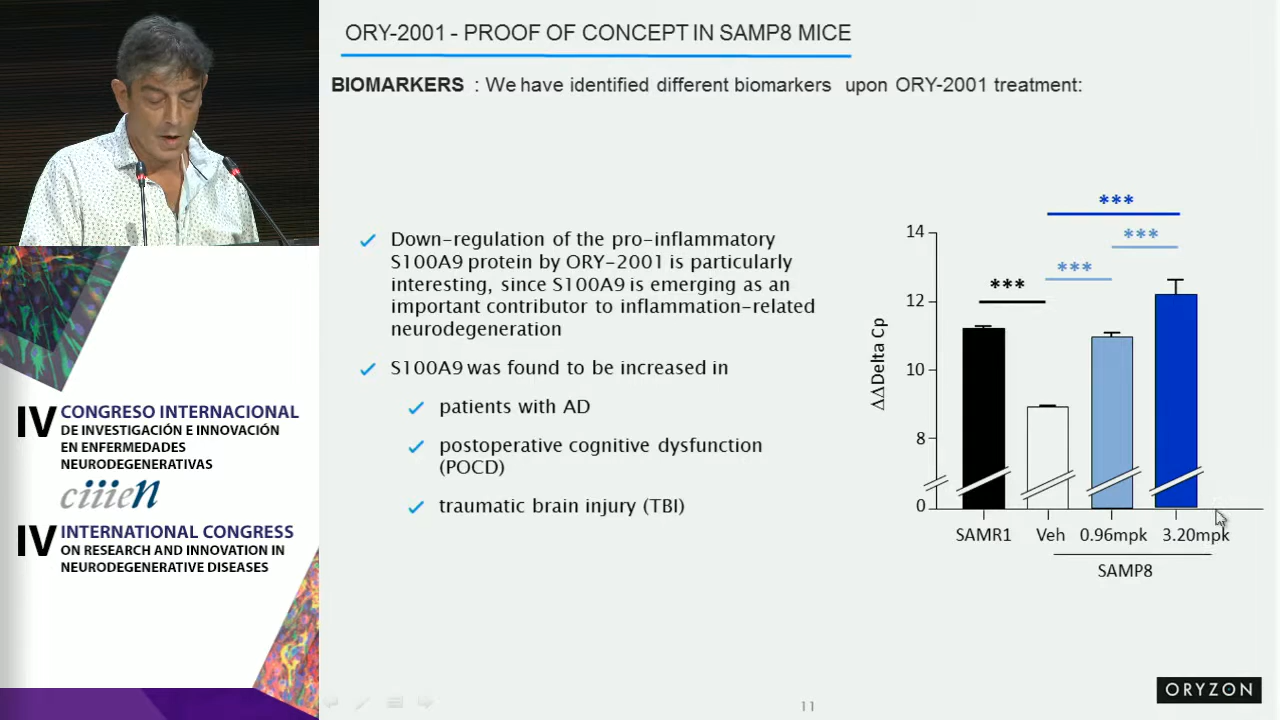 ORY-2001 - PROOF OF CONCEPT IN SAMP8 MICE
BIOMARKERS : We have identified different biomarkers upon ORY-2001 treatment:
✓ Down-regulation of the pro-inflammatory
S100A9 protein by ORY-2001 is particularly
interesting, since S100A9 is emerging as an
important contributor to inflammation-related
neurodegeneration
✓ S100A9 was found to be increased in
✓ patients with AD
✓ postoperative cognitive dysfunction
(POCD)
✓ traumatic brain injury (TBI)
***
***
***
***
14
12
10
8
0
ΔΔDelta Cp
SAMR1 Veh 0.96mpk 3.20mpk
SAMP8
IV CONGRESO INTERNACIONAL
DE INVESTIGACIÓN E INNOVACIÓN
EN ENFERMEDADES
NEURODEGENERATIVAS
ciiieN
IV INTERNATIONAL CONGRESS
ON RESEARCH AND INNOVATION IN
NEURODEGENERATIVE DISEASES
11
ORYZON